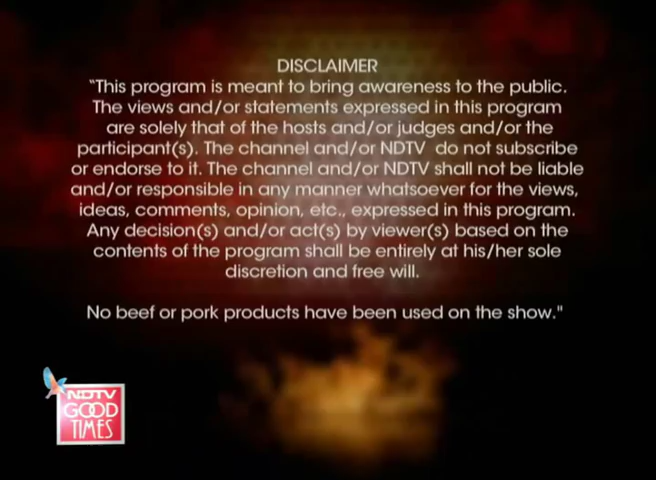 DISCLAIMER
"This program is meant to bring awareness to the public.
The views and/or statements expressed in this program
are solely that of the hosts and/or judges and/or the
participant(s). The channel and/or NDTV do not subscribe
or endorse to it. The channel and/or NDTV shall not be liable
and/or responsible in any manner whatsoever for the views,
ideas, comments, opinion, etc., expressed in this program.
Any decision(s) and/or act(s) by viewer(s) based on the
contents of the program shall be entirely at his/her sole
discretion and free will.
No beef or pork products have been used on the show."
NDTV
GOOD
TIMES